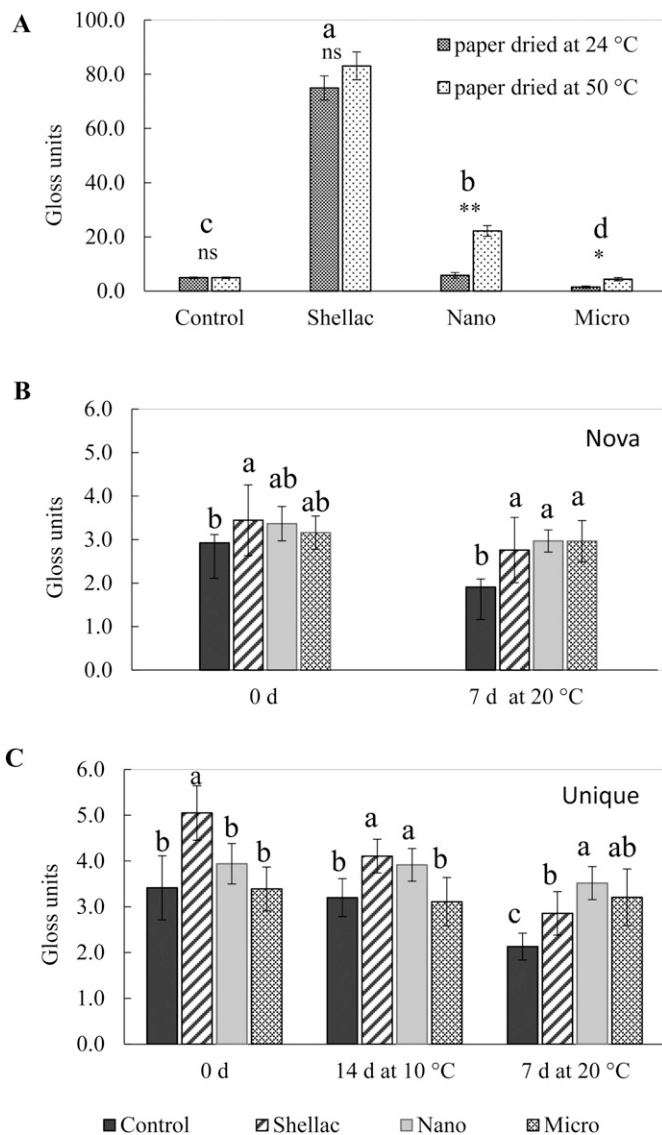 A
100.0
80.0
60.0
40.0
20.0
0.0
Gloss units
paper dried at 24 °C
paper dried at 50 °C
c
ns
a
ns
b
**
d
*
Control Shellac Nano Micro
B
6.0
5.0
4.0
3.0
2.0
1.0
0.0
Gloss units
Nova
b a ab ab
b a a a
0 d 7 d at 20 °C
C
6.0
5.0
4.0
3.0
2.0
1.0
0.0
Gloss units
Unique
b a b b
b a a b
c b a ab
0 d 14 d at 10 °C 7 d at 20 °C
Control Shellac Nano Micro